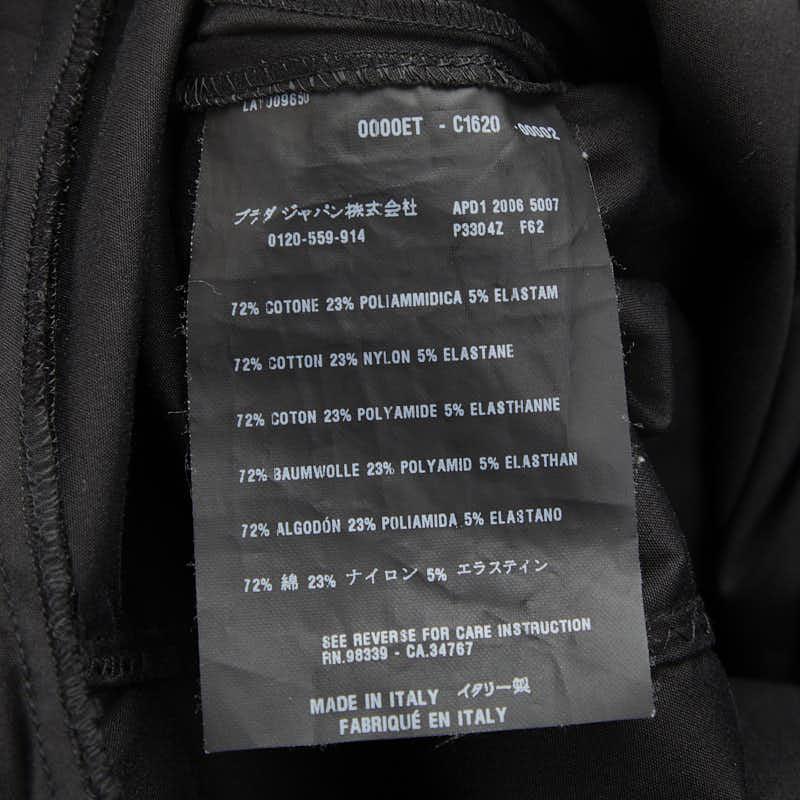 LAT J09650
0000ET - C1620 -00002
プラダ ジャパン株式会社 APD1 2006 5007
0120-559-914 P3304Z F62
72% COTONE 23% POLIAMMIDICA 5% ELASTAM
72% COTTON 23% NYLON 5% ELASTANE
72% COTON 23% POLYAMIDE 5% ELASTHANNE
72% BAUMWOLLE 23% POLYAMID 5% ELASTHAN
72% ALGODÓN 23% POLIAMIDA 5% ELASTANO
72% 綿 23% ナイロン 5% エラスティン
SEE REVERSE FOR CARE INSTRUCTION
RN.98339 - CA.34767
MADE IN ITALY イタリー製
FABRIQUÉ EN ITALY